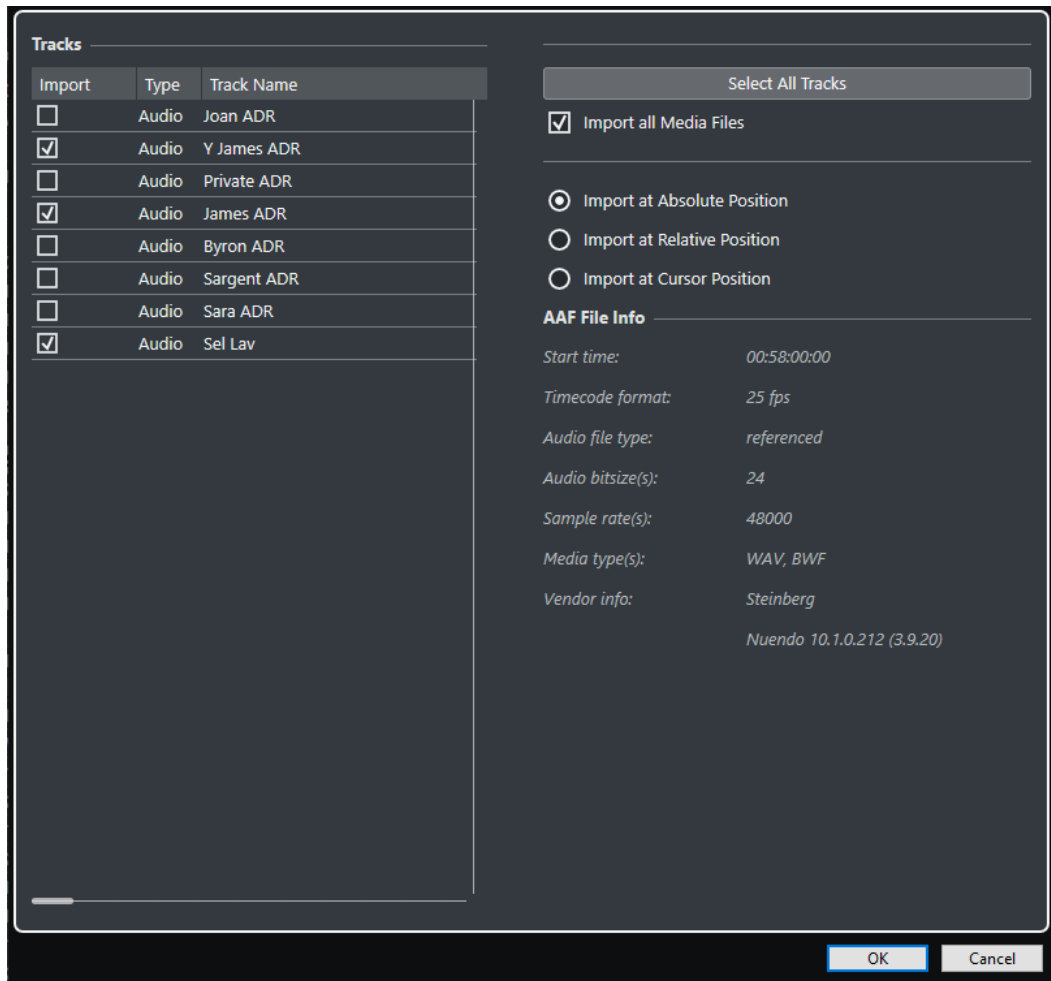 Tracks
Import Type Track Name
Audio Joan ADR
Audio Y James ADR
Audio Private ADR
Audio James ADR
Audio Byron ADR
Audio Sargent ADR
Audio Sara ADR
Audio Sel Lav
Select All Tracks
Import all Media Files
Import at Absolute Position
Import at Relative Position
Import at Cursor Position
AAF File Info
Start time: 00:58:00:00
Timecode format: 25 fps
Audio file type: referenced
Audio bitsize(s): 24
Sample rate(s): 48000
Media type(s): WAV, BWF
Vendor info: Steinberg
Nuendo 10.1.0.212 (3.9.20)
OK Cancel